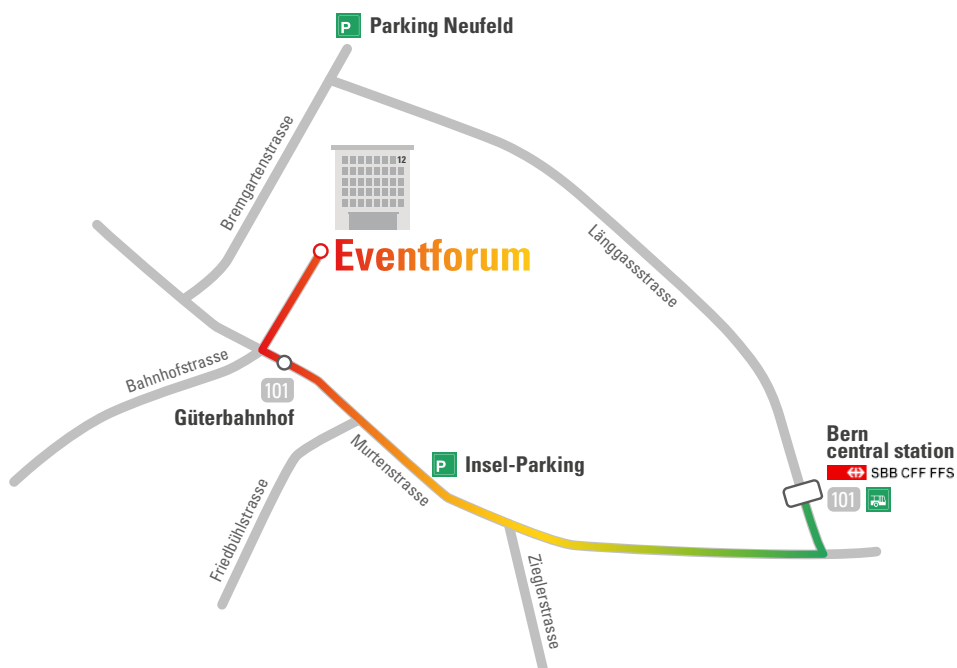 P Parking Neufeld
Bremgartenstrasse
12
Länggassstrasse
Eventforum
Bahnhofstrasse
101
Güterbahnhof
Murtenstrasse
P Insel-Parking
Bern
central station
SBB CFF FFS
101
Friedbühlstrasse
Zieglerstrasse